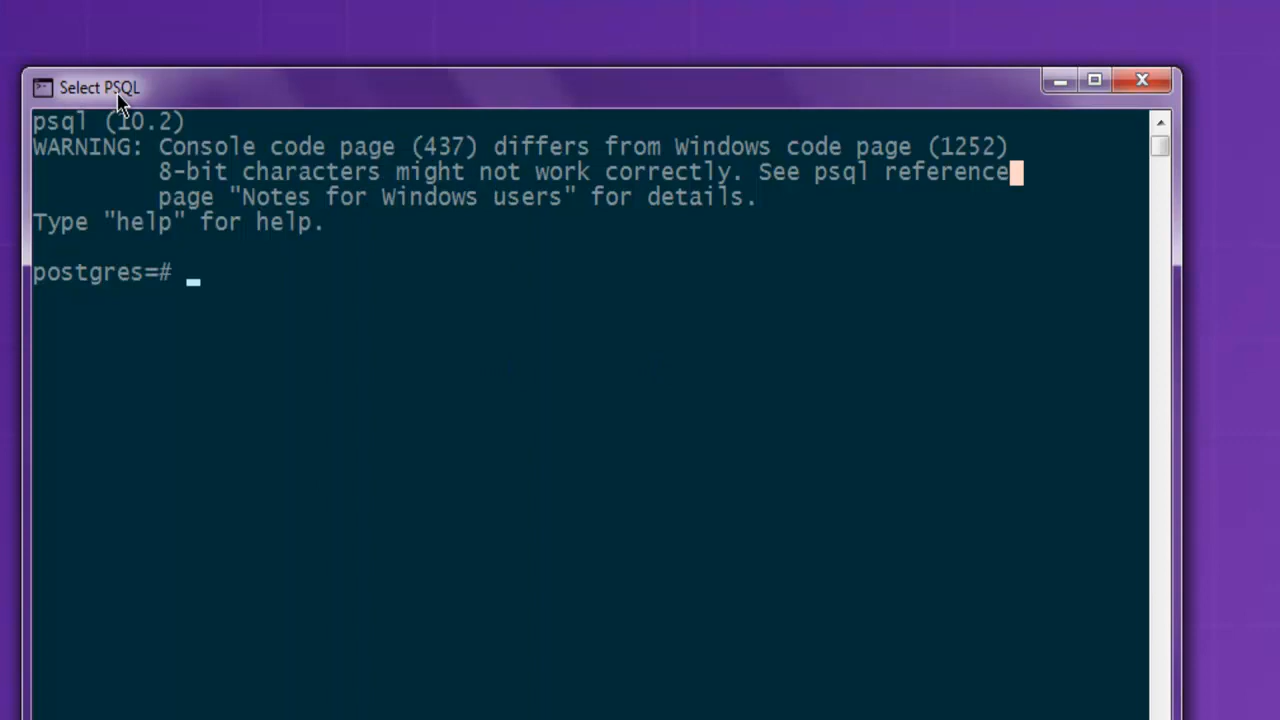 Select PSQL
psql (10.2)
WARNING: Console code page (437) differs from Windows code page (1252)
8-bit characters might not work correctly. See psql reference
page "Notes for Windows users" for details.
Type "help" for help.
postgres=#